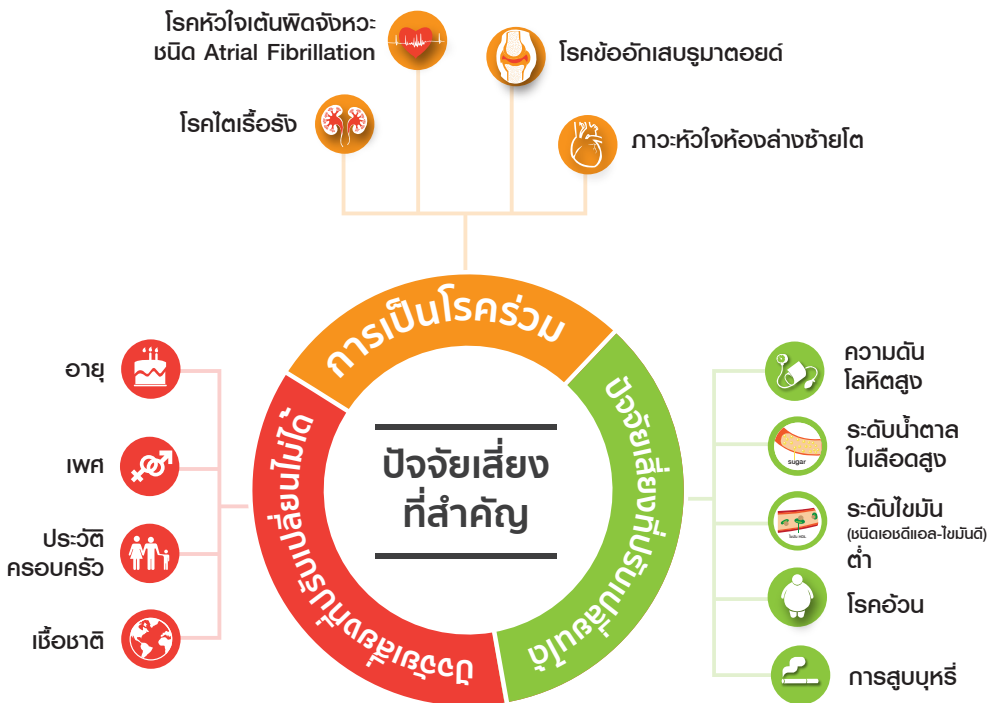 โรคหัวใจเต้นผิดจังหวะ
ชนิด Atrial Fibrillation
โรคข้ออักเสบรูมาตอยด์
โรคไตเรื้อรัง
ภาวะหัวใจห้องล่างซ้ายโต
การเป็นโรคร่วม
อายุ
เพศ
ประวัติ
ครอบครัว
เชื้อชาติ
ปัจจัยเสี่ยงที่ปรับเปลี่ยนไม่ได้
ปัจจัยเสี่ยง
ที่สำคัญ
ปัจจัยเสี่ยงที่ปรับเปลี่ยนได้
ความดัน
โลหิตสูง
ระดับน้ำตาล
ในเลือดสูง
sugar
ระดับไขมัน
(ชนิดเอชดีแอล-ไขมันดี)
ต่ำ
โรคอ้วน
การสูบบุหรี่